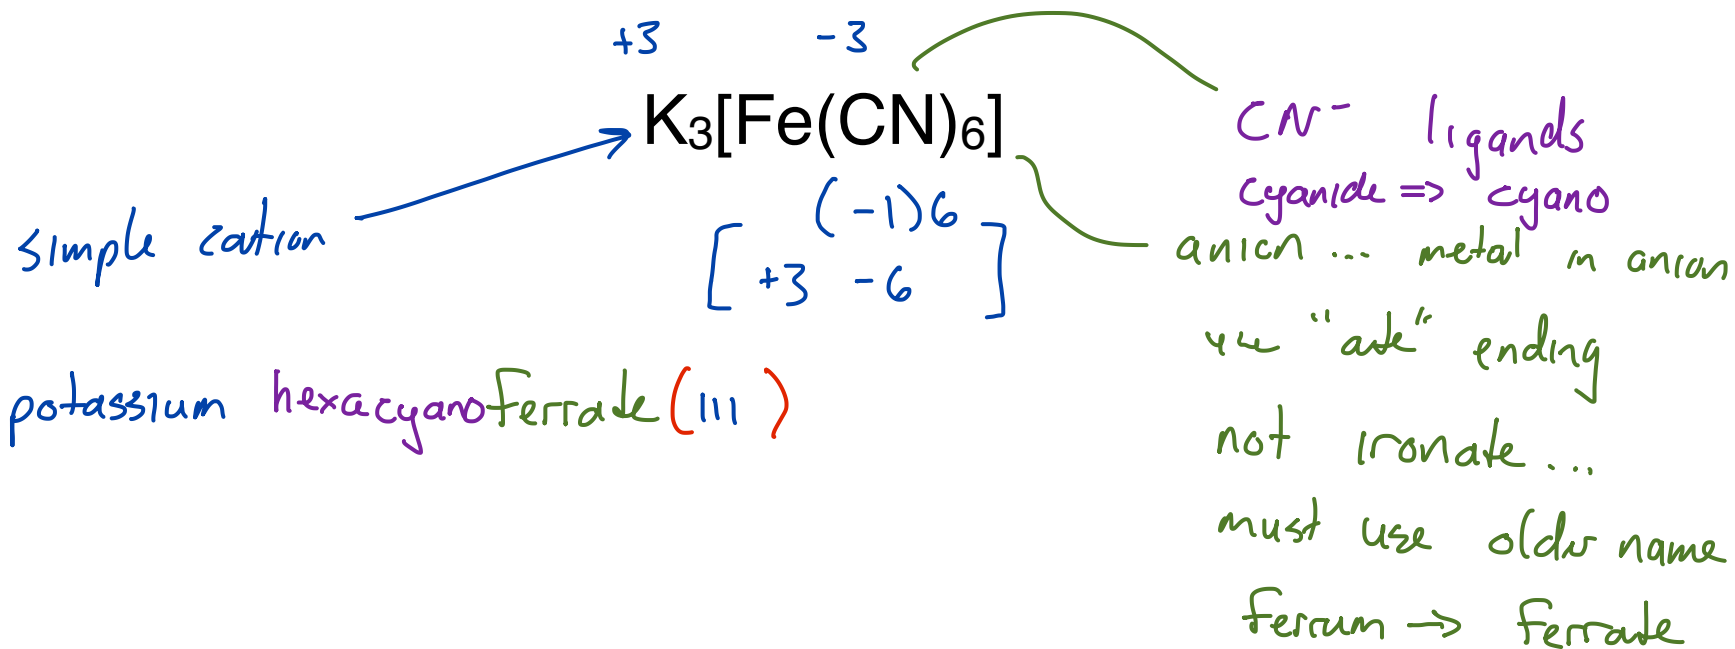 +3 -3
K₃[Fe(CN)₆]
CN⁻ ligands
cyanide => cyano
simple cation
(-1)6
[+3 -6]
anion ... metal in anion
use "ate" ending
potassium hexacyanoferrate(III)
not ironate...
must use older name
ferrum → ferrate